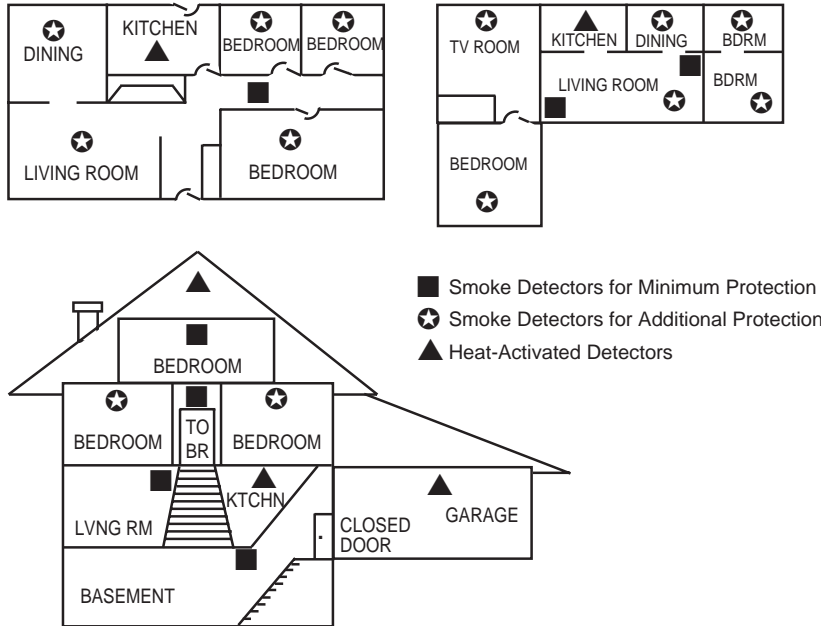 KITCHEN
DINING
BEDROOM
BEDROOM
LIVING ROOM
BEDROOM
TV ROOM
KITCHEN
DINING
BDRM
LIVING ROOM
BDRM
BEDROOM
Smoke Detectors for Minimum Protection
Smoke Detectors for Additional Protection
Heat-Activated Detectors
BEDROOM
BEDROOM
TO
BR
BEDROOM
LVNG RM
KTCHN
CLOSED
DOOR
GARAGE
BASEMENT